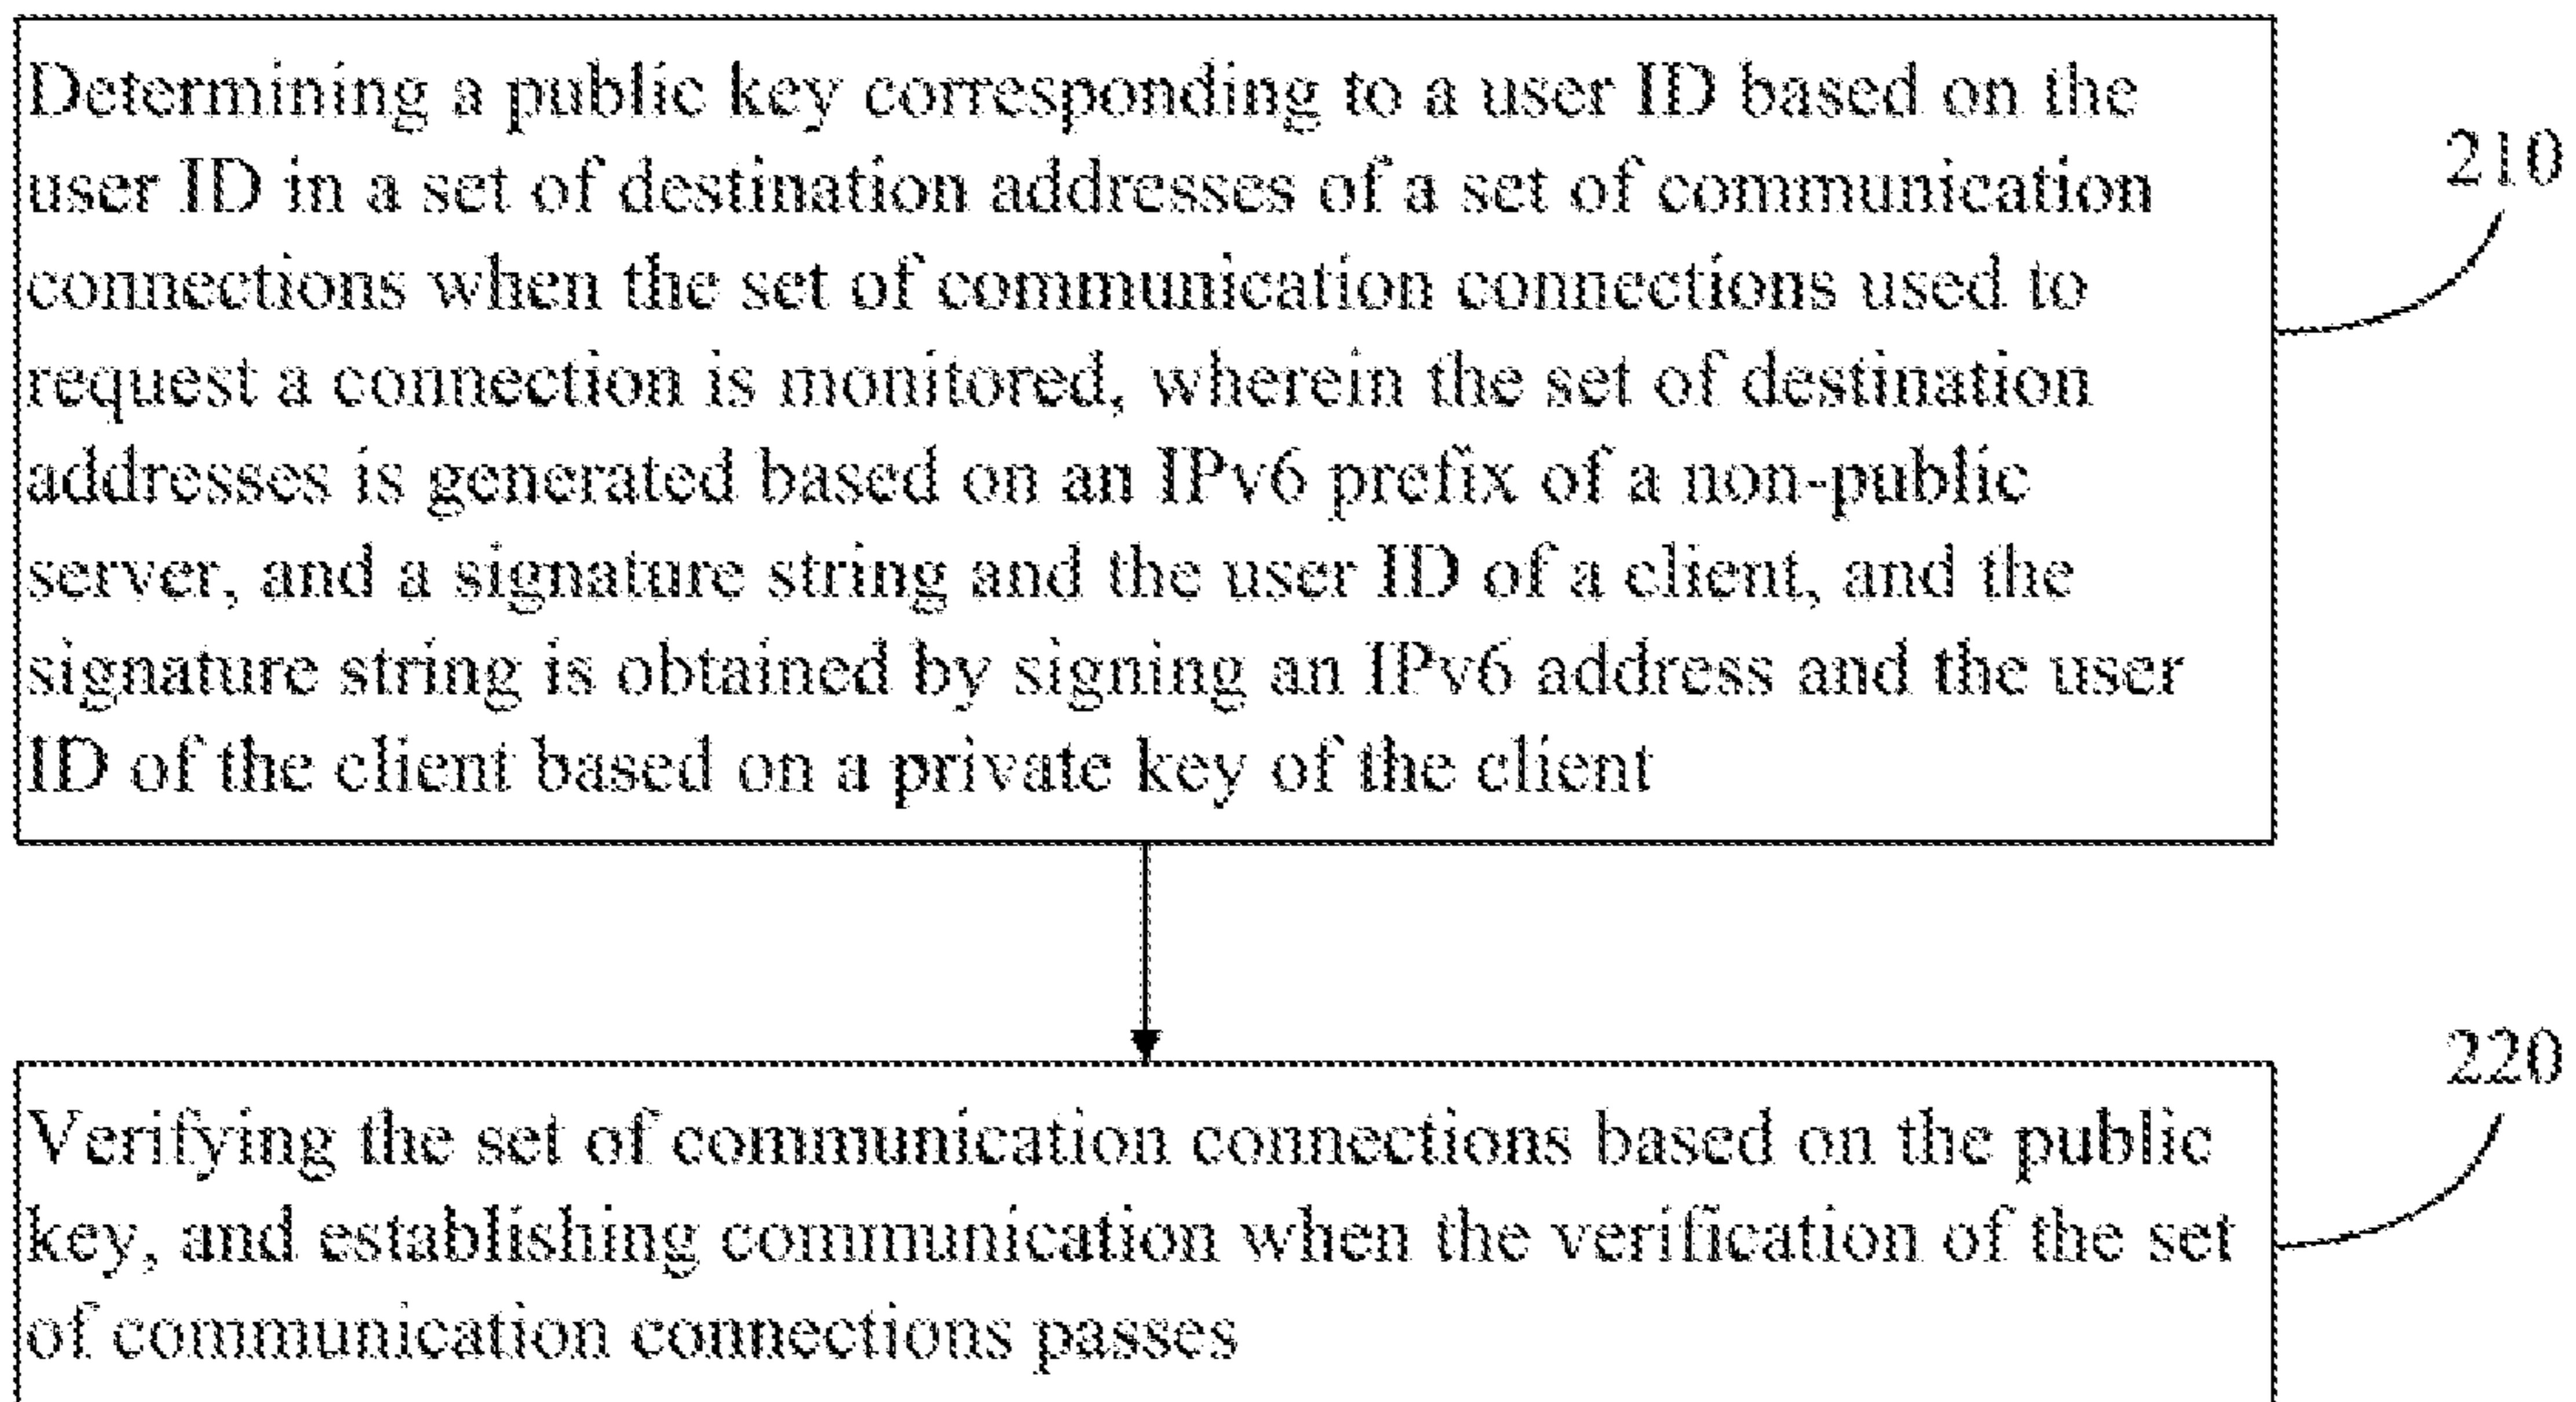 Determining a public key corresponding to a user ID based on the
user ID in a set of destination addresses of a set of communication
connections when the set of communication connections used to
request a connection is monitored, wherein the set of destination
addresses is generated based on an IPv6 prefix of a non-public
server, and a signature string and the user ID of a client, and the
signature string is obtained by signing an IPv6 address and the user
ID of the client based on a private key of the client
210
Verifying the set of communication connections based on the public
key, and establishing communication when the verification of the set
of communication connections passes
220